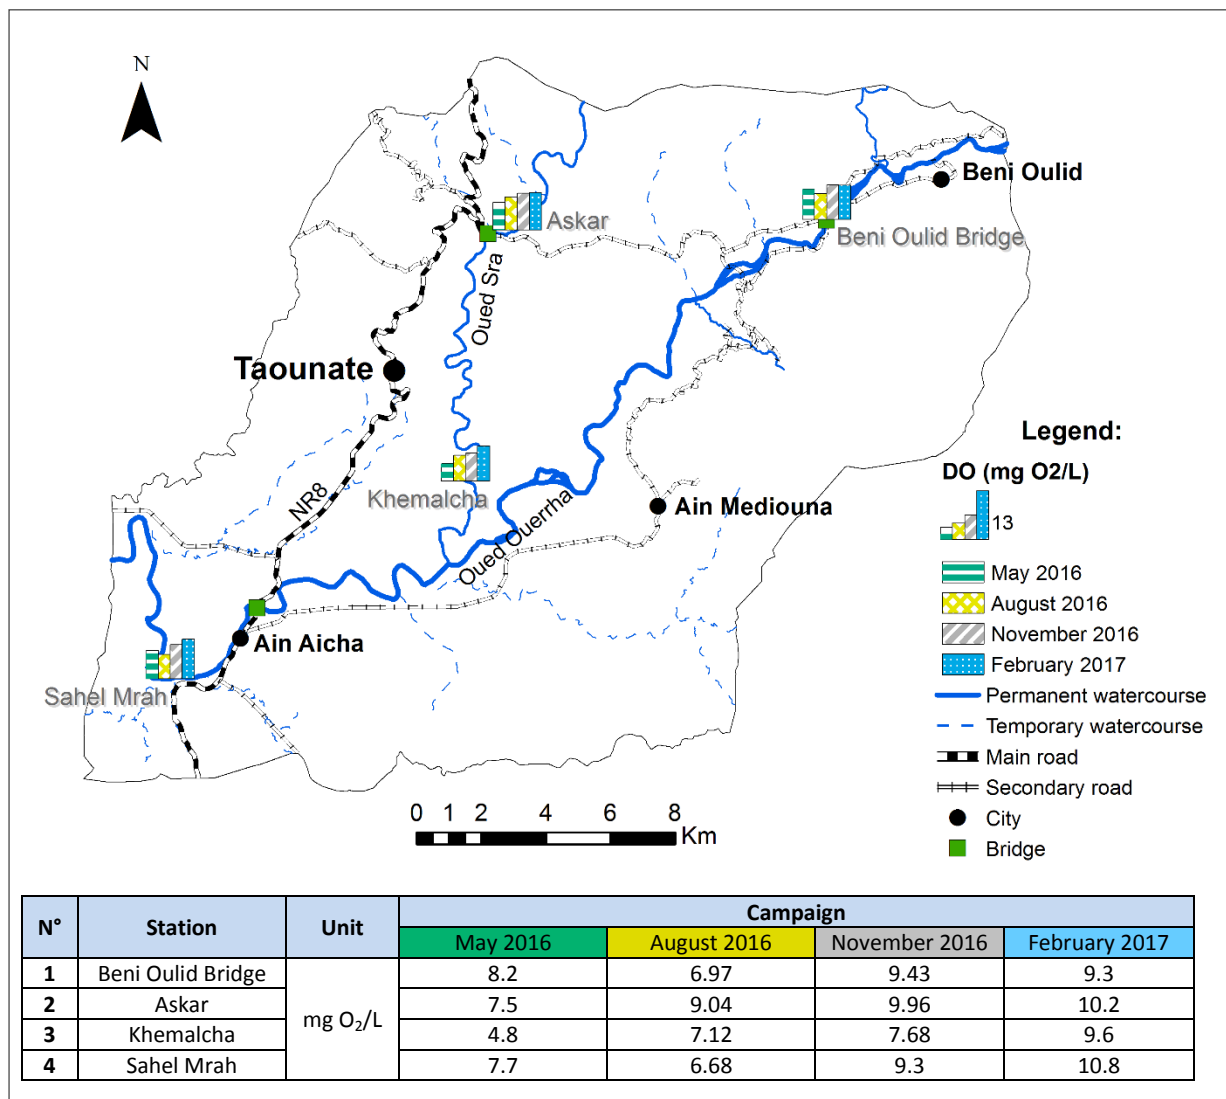 N
Beni Oulid
Askar
Beni Oulid Bridge
Oued Sra
Taounate
Legend:
DO (mg O2/L)
13
Khemalcha
NR8
Ain Mediouna
Oued Ouerrha
May 2016
August 2016
November 2016
February 2017
Ain Aicha
Sahel Mrah
Permanent watercourse
Temporary watercourse
Main road
Secondary road
City
Bridge
0 1 2 4 6 8
Km
N° Station Unit Campaign
May 2016 August 2016 November 2016 February 2017
1 Beni Oulid Bridge mg O₂/L 8.2 6.97 9.43 9.3
2 Askar 7.5 9.04 9.96 10.2
3 Khemalcha 4.8 7.12 7.68 9.6
4 Sahel Mrah 7.7 6.68 9.3 10.8